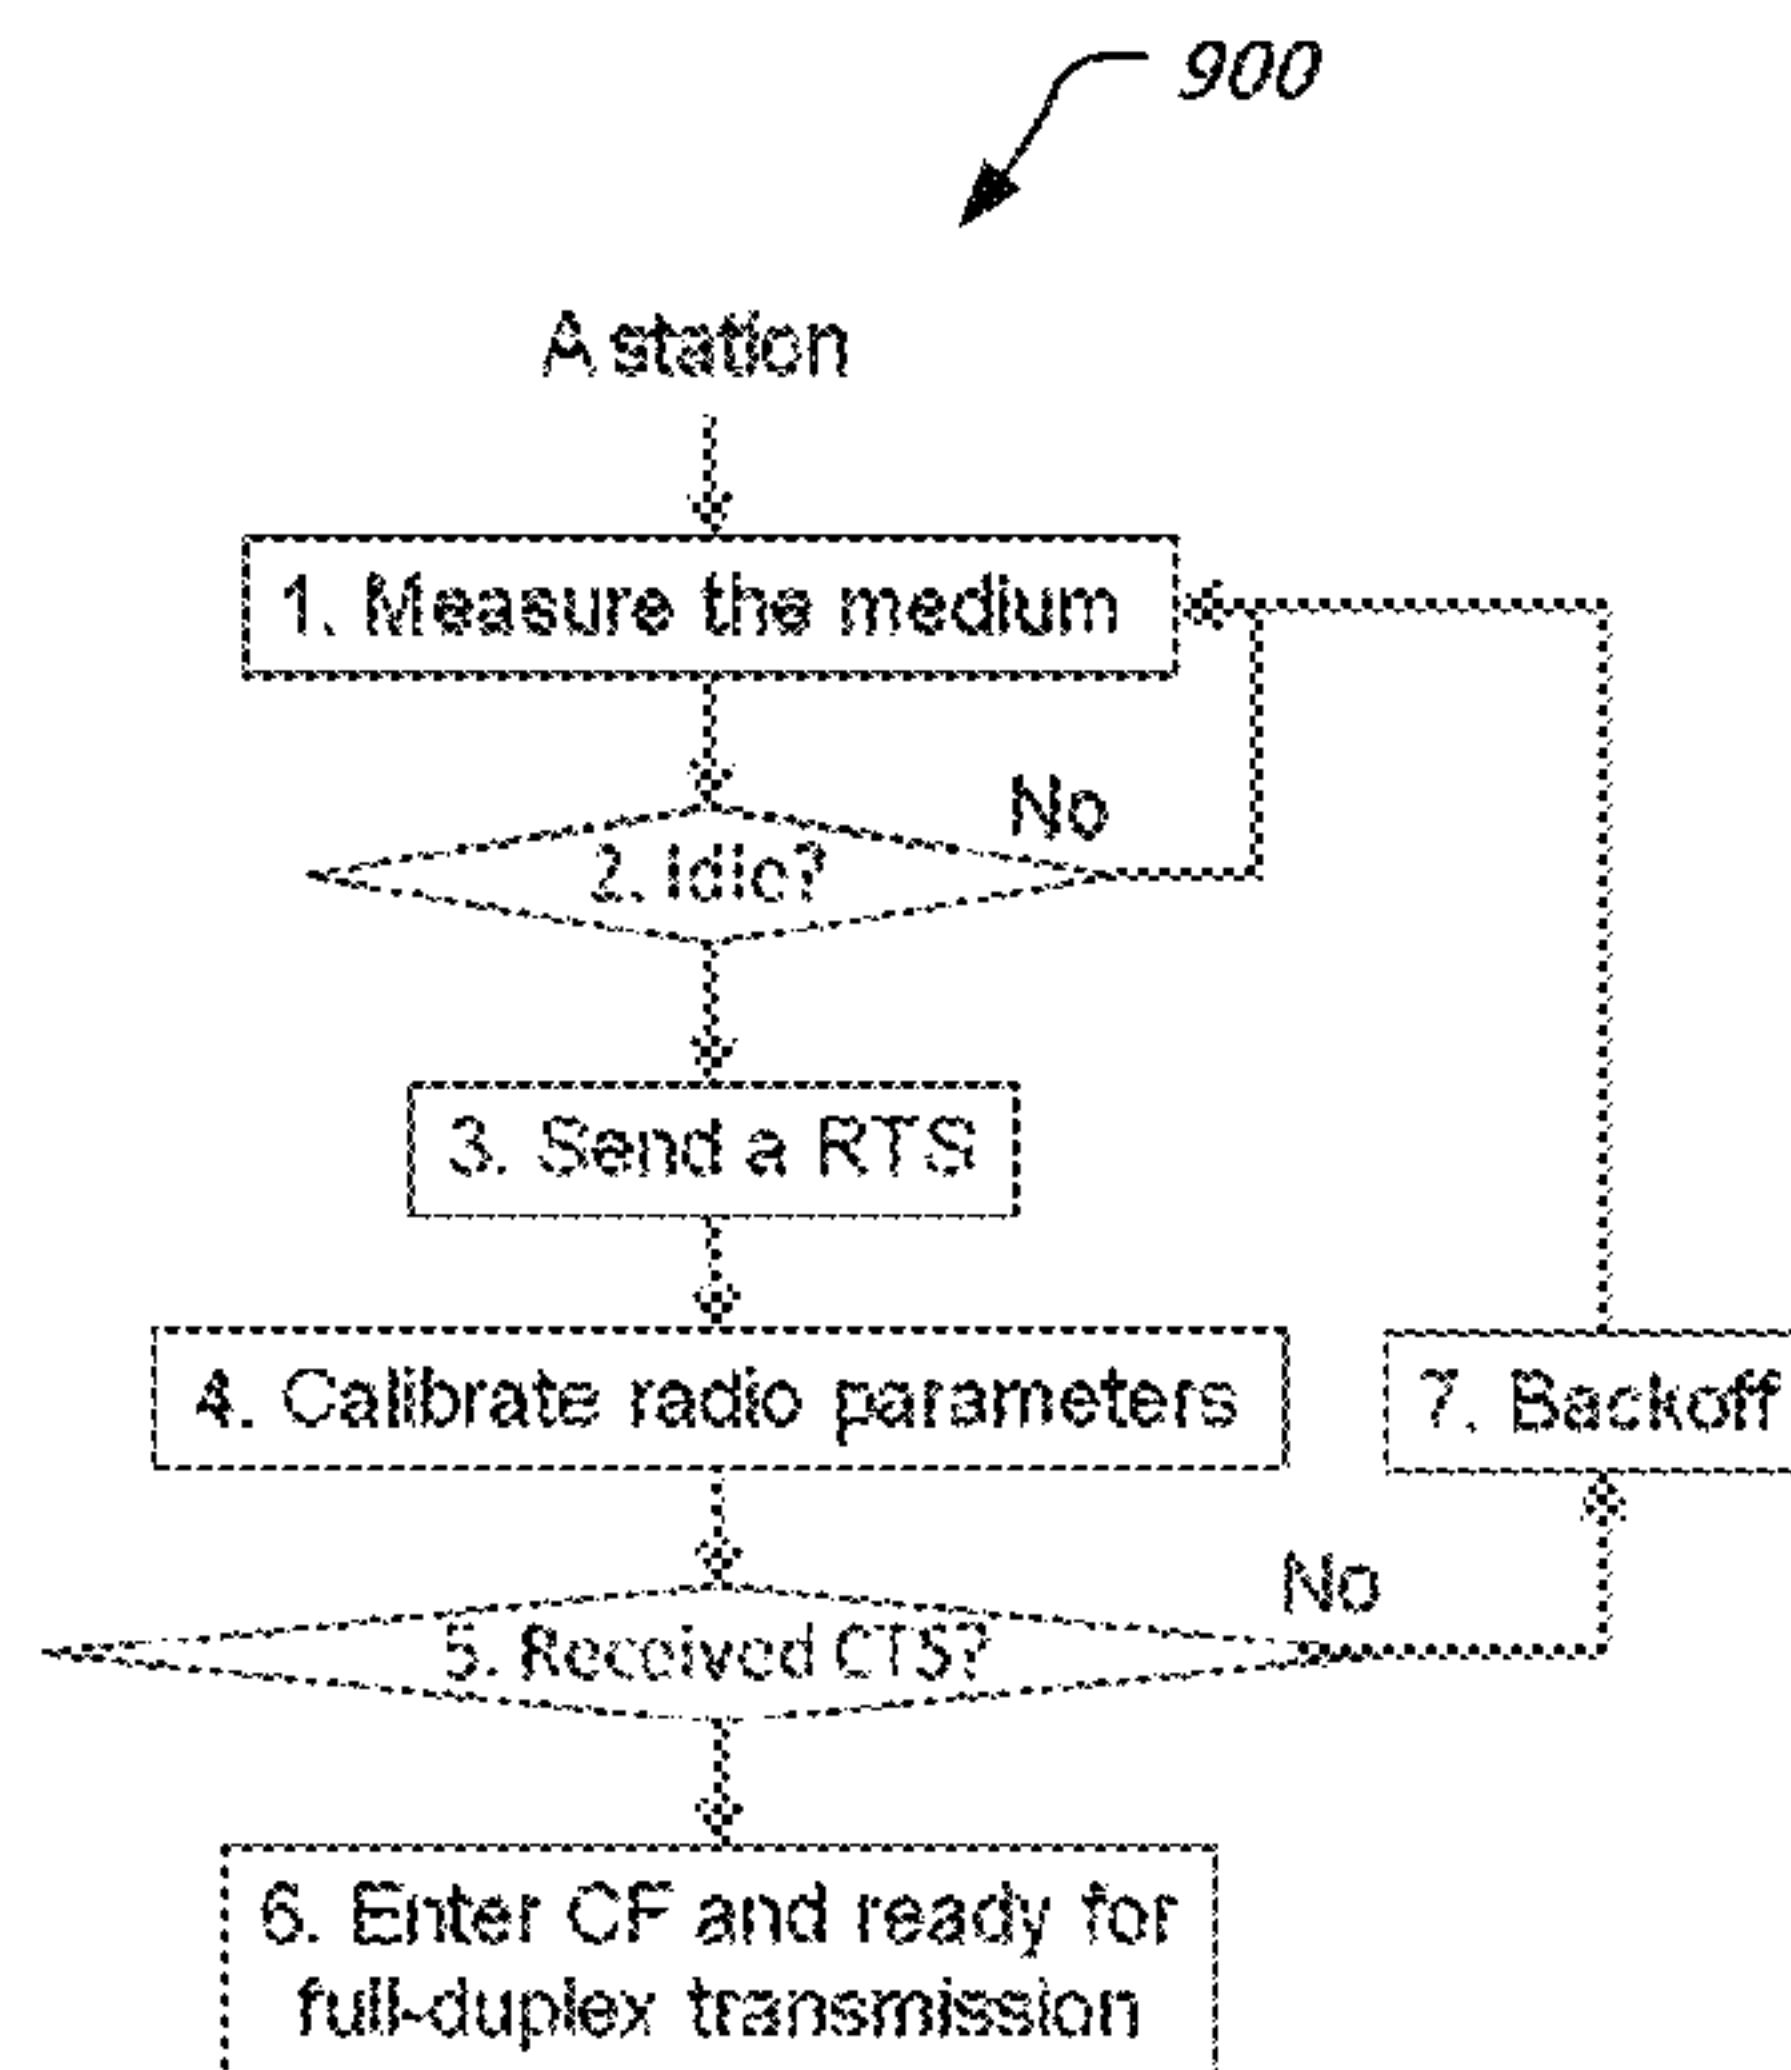 900
A station
1. Measure the medium
No
2. Idle?
3. Send a RTS
4. Calibrate radio parameters
7. Backoff
No
5. Received CTS?
6. Enter CF and ready for
full-duplex transmission